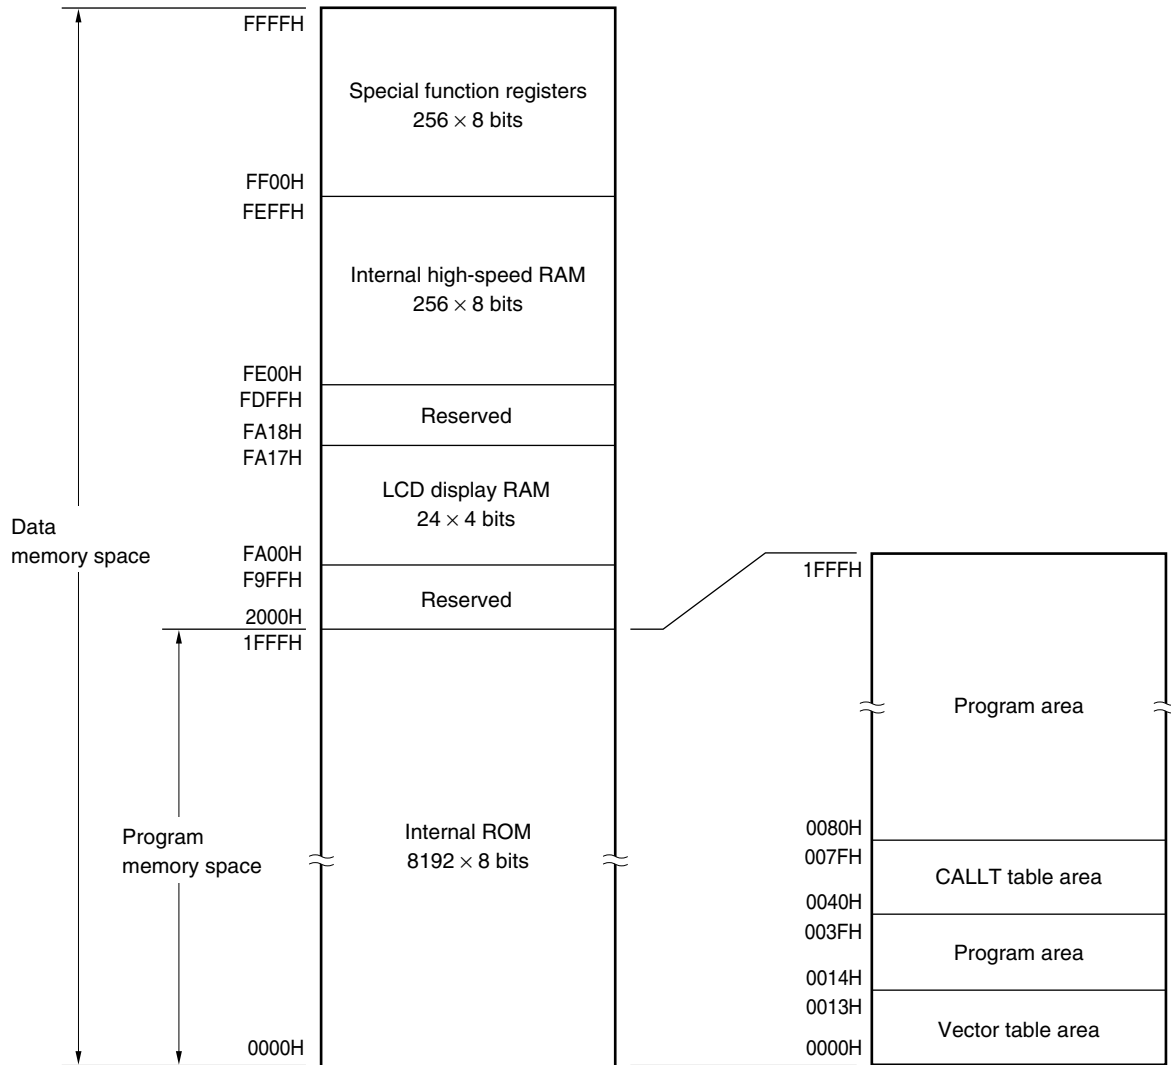 FFFFH
Special function registers
256 × 8 bits
FF00H
FEFFH
Internal high-speed RAM
256 × 8 bits
FE00H
FDFFH
Reserved
FA18H
FA17H
LCD display RAM
24 × 4 bits
Data
memory space
FA00H
F9FFH
Reserved
2000H
1FFFH
Program
memory space
Internal ROM
8192 × 8 bits
0000H
1FFFH
Program area
0080H
007FH
CALLT table area
0040H
003FH
Program area
0014H
0013H
Vector table area
0000H